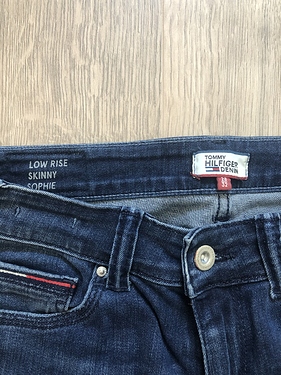 LOW RISE
SKINNY
SOPHIE
TOMMY
HILFIGER
DENIM